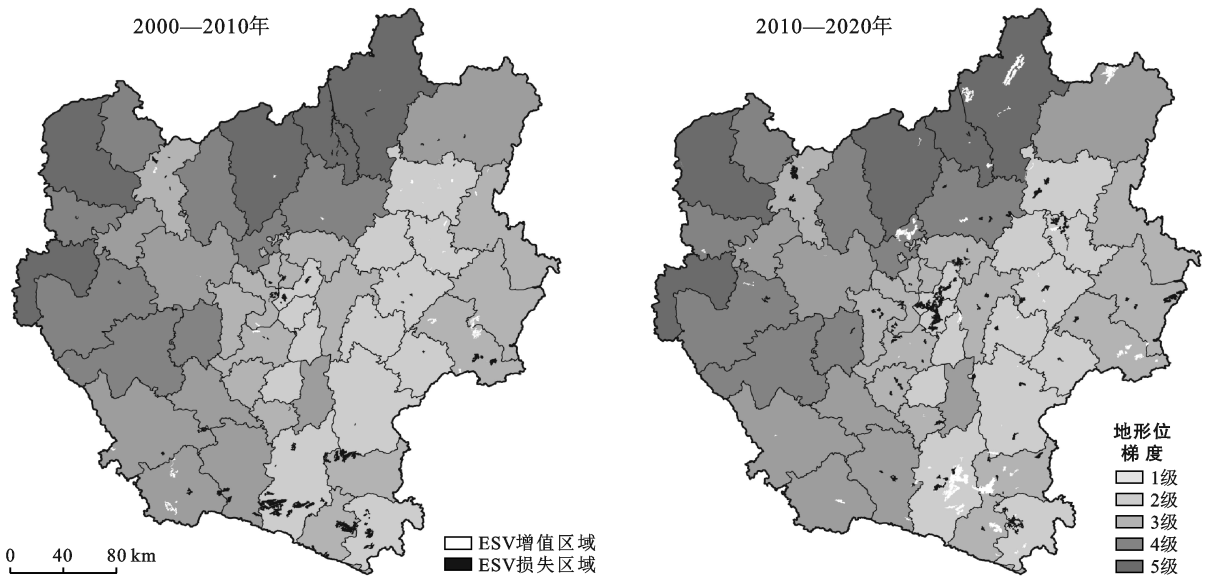 2000—2010年
2010—2020年
地形位
梯度
1级
2级
3级
4级
5级
ESV增值区域
ESV损失区域
0 40 80 km